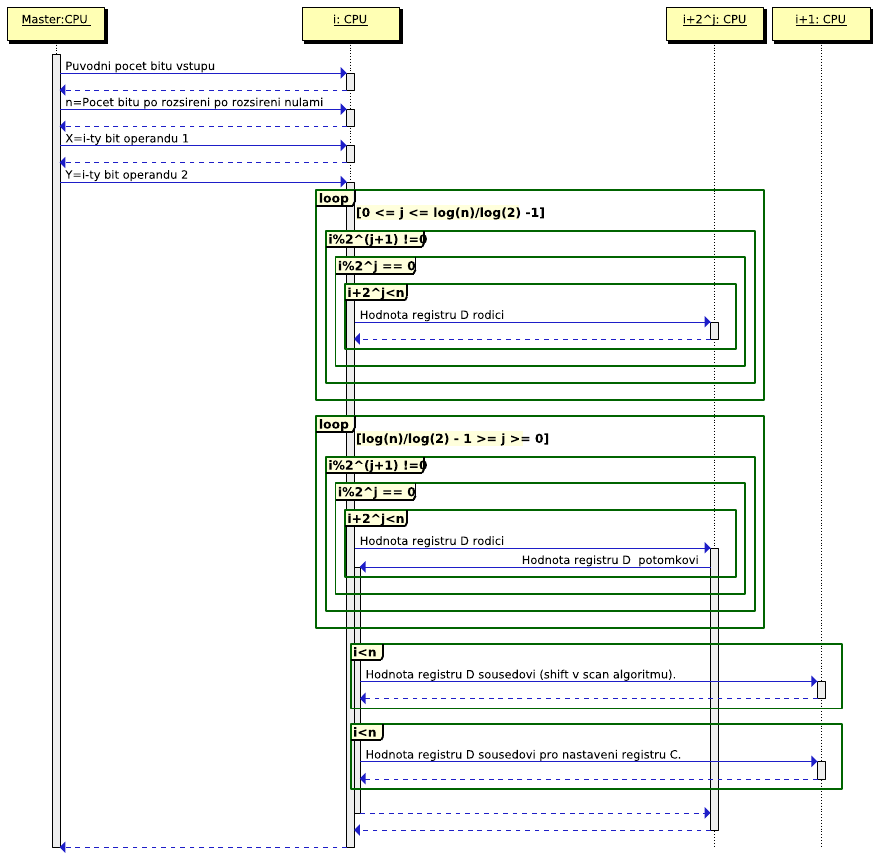 Master:CPU
i: CPU
i+2^j: CPU
i+1: CPU
Puvodni pocet bitu vstupu
n=Pocet bitu po rozsireni po rozsireni nulami
X=i-ty bit operandu 1
Y=i-ty bit operandu 2
loop
[0 <= j <= log(n)/log(2) -1]
i%2^(j+1) !=0
i%2^j == 0
i+2^j<n
Hodnota registru D rodici
loop
[log(n)/log(2) - 1 >= j >= 0]
i%2^(j+1) !=0
i%2^j == 0
i+2^j<n
Hodnota registru D rodici
Hodnota registru D  potomkovi
i<n
Hodnota registru D sousedovi (shift v scan algoritmu).
i<n
Hodnota registru D sousedovi pro nastaveni registru C.